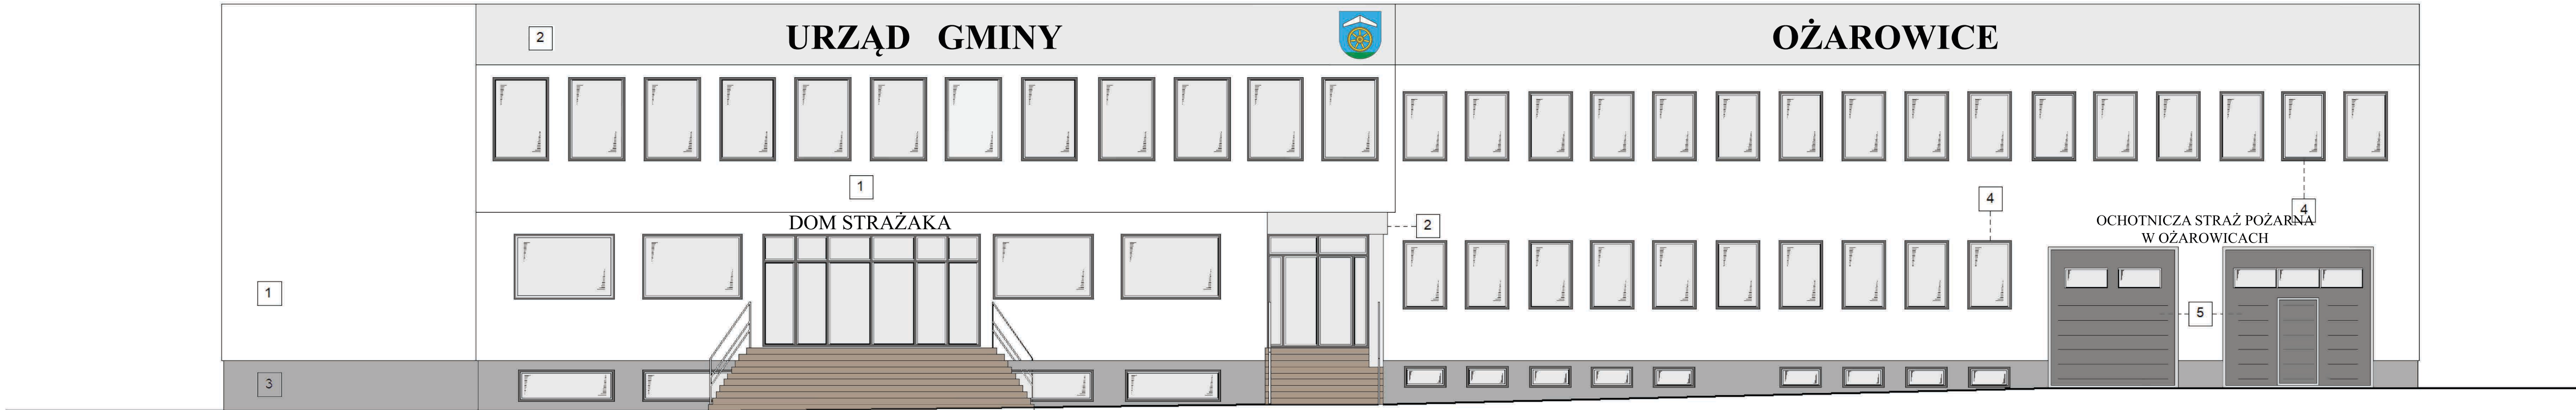 2
URZĄD GMINY
OŻAROWICE
1
DOM STRAŻAKA
2
4
4
OCHOTNICZA STRAŻ POŻARNA
W OŻAROWICACH
1
5
3